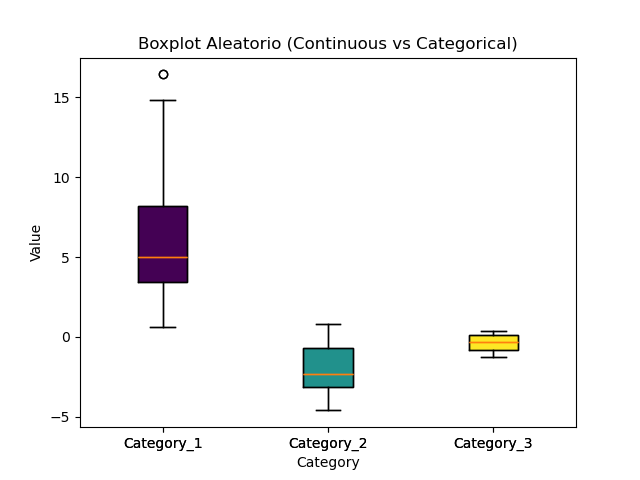 Boxplot Aleatorio (Continuous vs Categorical)
Value
15
10
5
0
−5
Category_1
Category_2
Category_3
Category